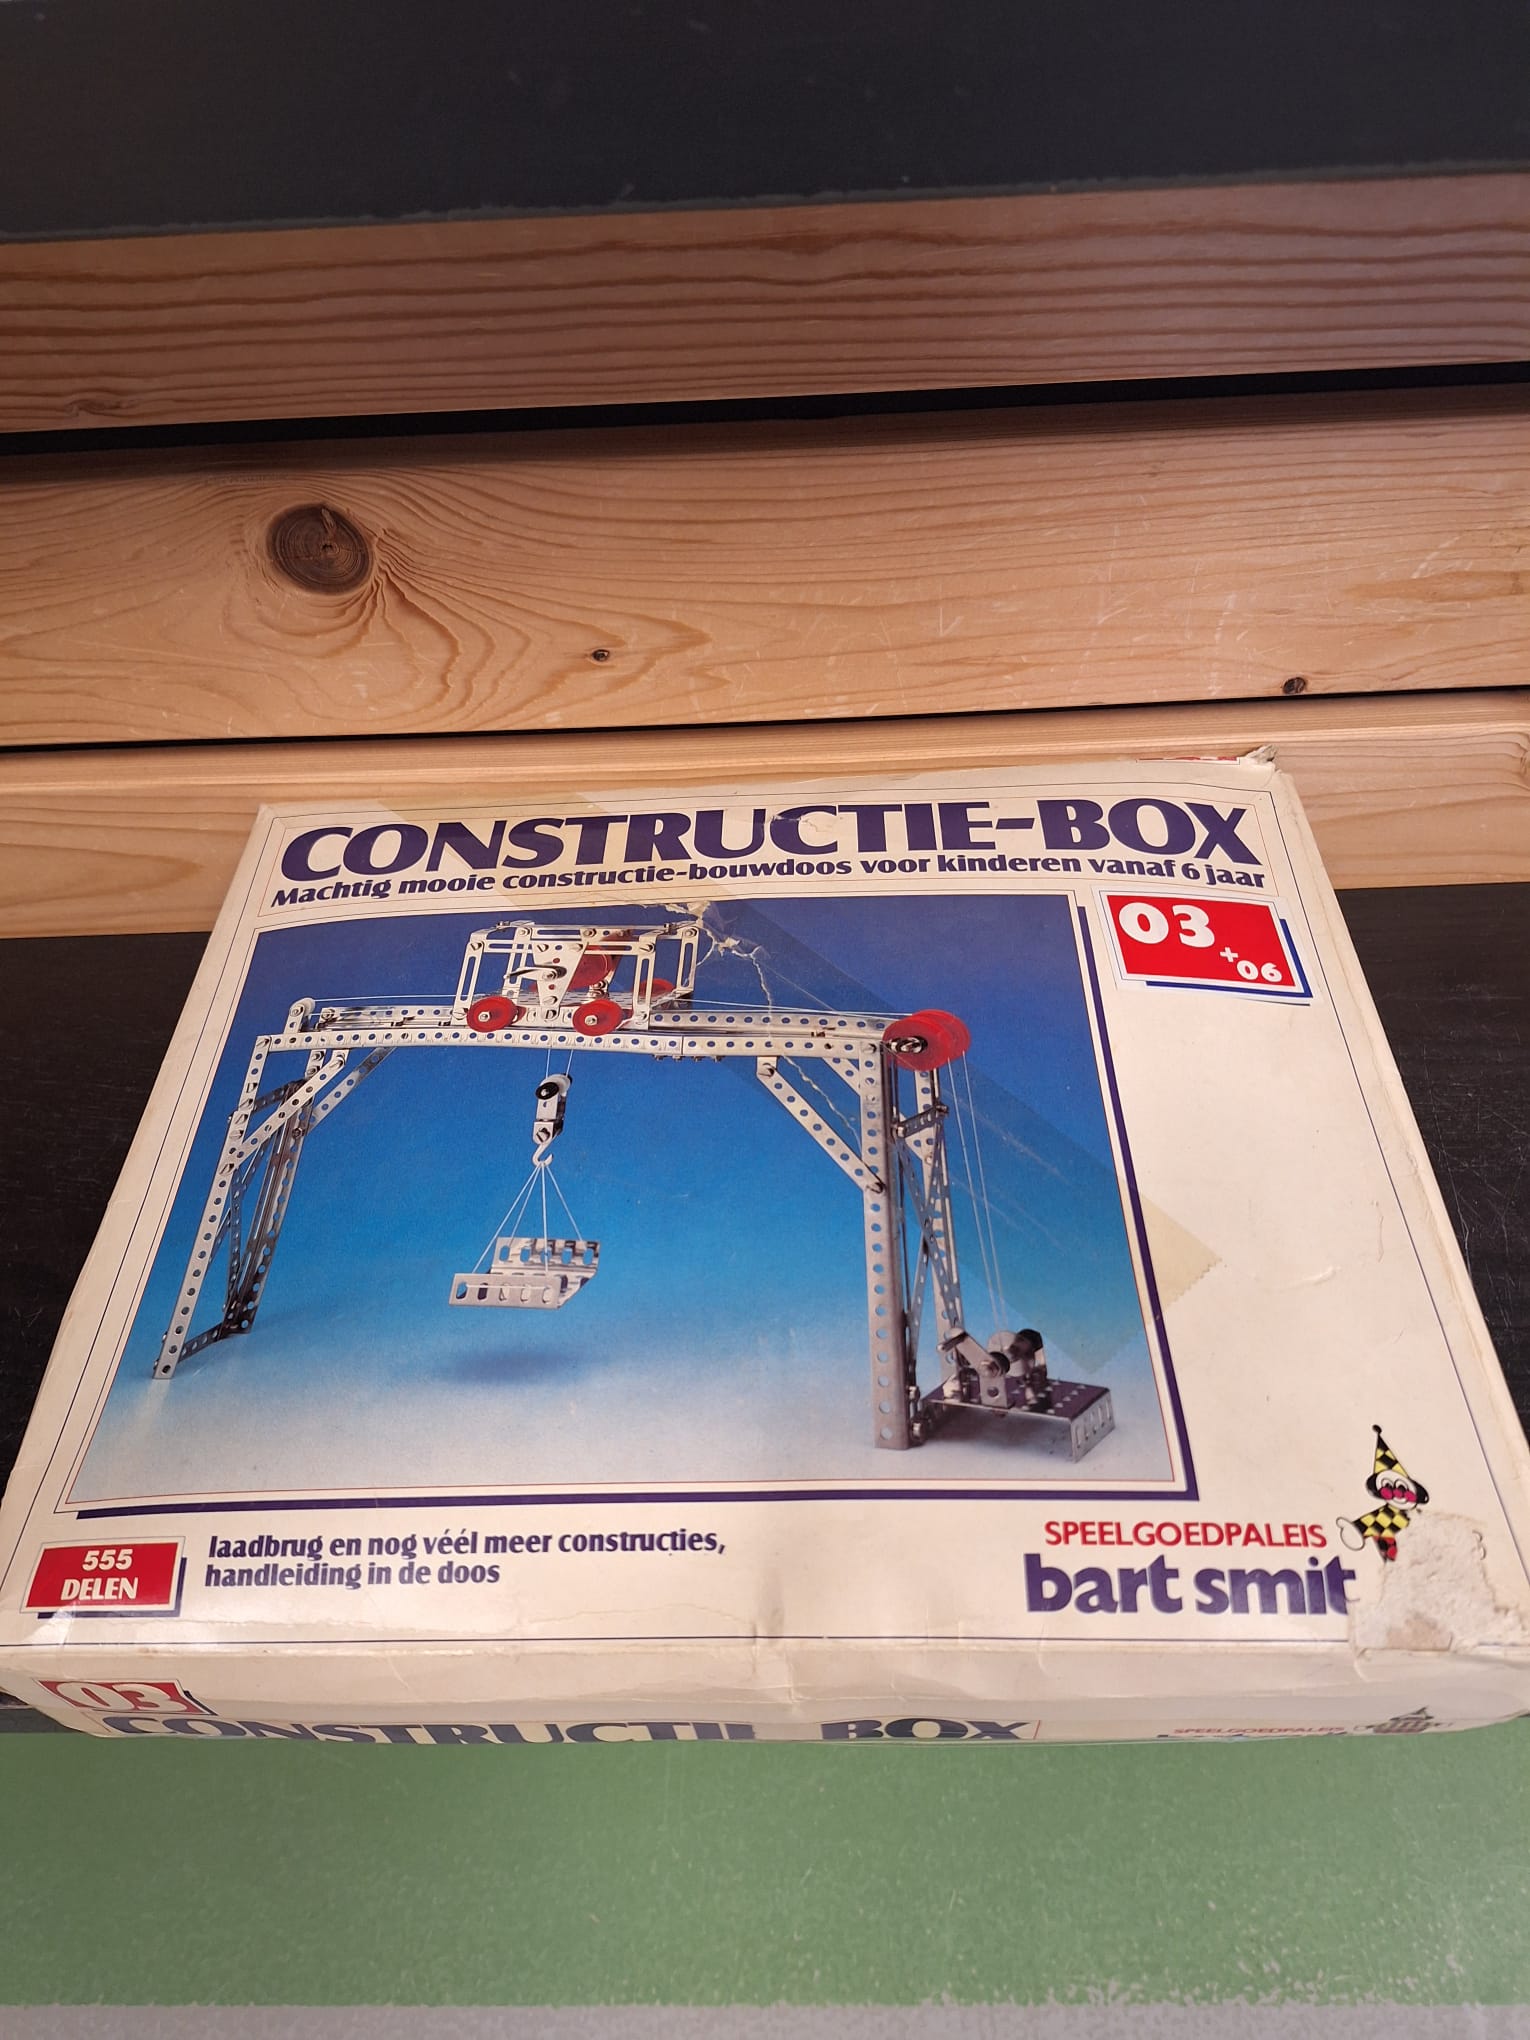 CONSTRUCTIE-BOX
Machtig mooie constructie-bouwdoos voor kinderen vanaf 6 jaar
03
+06
555
DELEN
laadbrug en nog véél meer constructies,
handleiding in de doos
SPEELGOEDPALEIS
bart smit
03
CONSTRUCTIE BOX
SPEELGOEDPALEIS